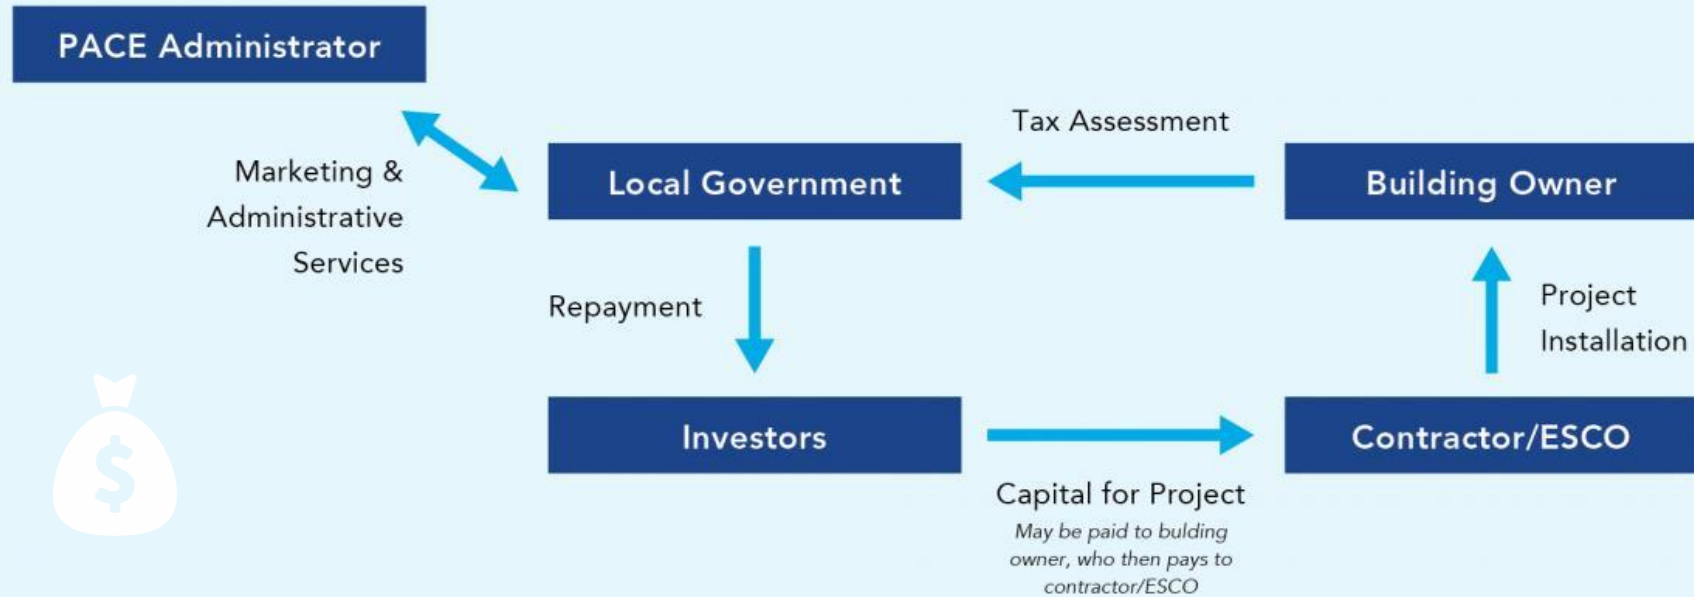 PACE Administrator
Marketing &
Administrative
Services
Local Government
Tax Assessment
Building Owner
Repayment
Project
Installation
Investors
Contractor/ESCO
Capital for Project
May be paid to bulding
owner, who then pays to
contractor/ESCO
$